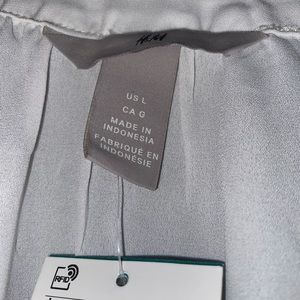 H&M
US L
CA G
MADE IN
INDONESIA
FABRIQUÉ EN
INDONÉSIE
RFID